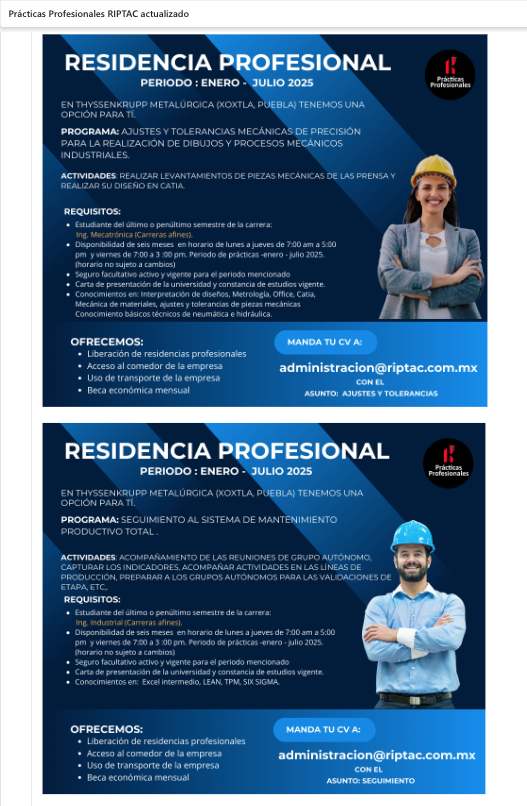 Prácticas Profesionales RIPTAC actualizado
RESIDENCIA PROFESIONAL
PERIODO : ENERO - JULIO 2025
Prácticas
Profesionales
EN THYSSENKRUPP METALÚRGICA (XOXTLA, PUEBLA) TENEMOS UNA
OPCIÓN PARA TÍ.
PROGRAMA: AJUSTES Y TOLERANCIAS MECÁNICAS DE PRECISIÓN
PARA LA REALIZACIÓN DE DIBUJOS Y PROCESOS MECÁNICOS
INDUSTRIALES.
ACTIVIDADES: REALIZAR LEVANTAMIENTOS DE PIEZAS MECÁNICAS DE LAS PRENSA Y
REALIZAR SU DISEÑO EN CATIA.
REQUISITOS:
Estudiante del último o penúltimo semestre de la carrera:
Ing. Mecatrónica (Carreras afines).
Disponibilidad de seis meses en horario de lunes a jueves de 7:00 am a 5:00
pm y viernes de 7:00 a 3 :00 pm. Periodo de prácticas -enero - julio 2025.
(horario no sujeto a cambios)
Seguro facultativo activo y vigente para el periodo mencionado
Carta de presentación de la universidad y constancia de estudios vigente.
Conocimientos en: Interpretación de diseños, Metrología, Office, Catia,
Mecánica de materiales, ajustes y tolerancias de piezas mecánicas
Conocimiento básicos técnicos de neumática e hidráulica.
OFRECEMOS:
Liberación de residencias profesionales
Acceso al comedor de la empresa
Uso de transporte de la empresa
Beca económica mensual
MANDA TU CV A:
administracion@riptac.com.mx
CON EL
ASUNTO: AJUSTES Y TOLERANCIAS
RESIDENCIA PROFESIONAL
PERIODO : ENERO - JULIO 2025
Prácticas
Profesionales
EN THYSSENKRUPP METALÚRGICA (XOXTLA, PUEBLA) TENEMOS UNA
OPCIÓN PARA TÍ.
PROGRAMA: SEGUIMIENTO AL SISTEMA DE MANTENIMIENTO
PRODUCTIVO TOTAL .
ACTIVIDADES: ACOMPAÑAMIENTO DE LAS REUNIONES DE GRUPO AUTÓNOMO,
CAPTURAR LOS INDICADORES, ACOMPAÑAR ACTIVIDADES EN LAS LÍNEAS DE
PRODUCCIÓN, PREPARAR A LOS GRUPOS AUTÓNOMOS PARA LAS VALIDACIONES DE
ETAPA, ETC,.
REQUISITOS:
Estudiante del último o penúltimo semestre de la carrera:
Ing. Industrial (Carreras afines).
Disponibilidad de seis meses en horario de lunes a jueves de 7:00 am a 5:00
pm y viernes de 7:00 a 3 :00 pm. Periodo de prácticas -enero - julio 2025.
(horario no sujeto a cambios)
Seguro facultativo activo y vigente para el periodo mencionado
Carta de presentación de la universidad y constancia de estudios vigente.
Conocimientos en: Excel intermedio, LEAN, TPM, SIX SIGMA.
OFRECEMOS:
Liberación de residencias profesionales
Acceso al comedor de la empresa
Uso de transporte de la empresa
Beca económica mensual
MANDA TU CV A:
administracion@riptac.com.mx
CON EL
ASUNTO: SEGUIMIENTO